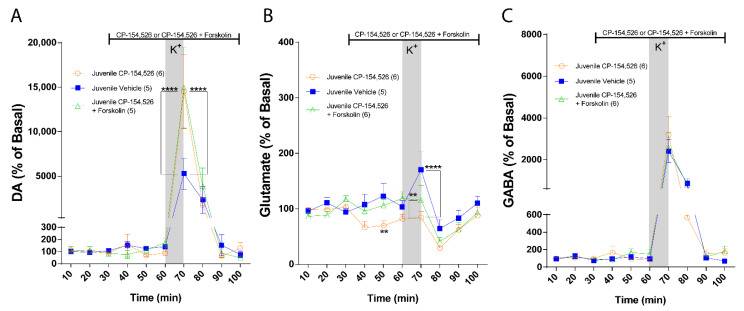 A
CP-154,526 or CP-154,526 + Forskolin
K+
Juvenile CP-154,526 (6)
Juvenile Vehicle (5)
Juvenile CP-154,526
+ Forskolin (5)
**** ****
DA (% of Basal)
20,000
15,000
10,000
5000
300
200
100
0
10 20 30 40 50 60 70 80 90 100
Time (min)
B
CP-154,526 or CP-154,526 + Forskolin
K+
Juvenile CP-154,526 (6)
Juvenile Vehicle (5)
Juvenile CP-154,526
+ Forskolin (6)
****
**
**
Glutamate (% of Basal)
400
300
200
100
0
10 20 30 40 50 60 70 80 90 100
Time (min)
C
CP-154,526 or CP-154,526 + Forskolin
K+
Juvenile CP-154,526 (6)
Juvenile Vehicle (5)
Juvenile CP-154,526
+ Forskolin (6)
GABA (% of Basal)
8000
6000
4000
2000
600
400
200
0
10 20 30 40 50 60 70 80 90 100
Time (min)